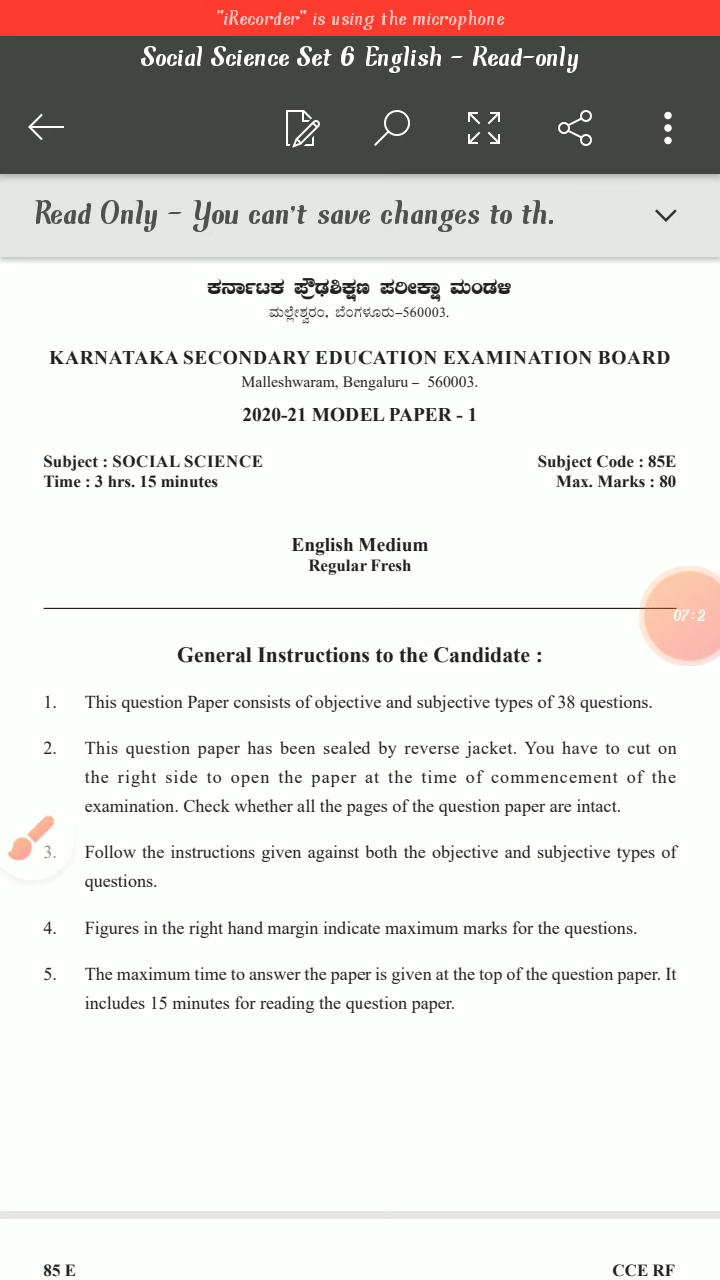 "iRecorder" is using the microphone
Social Science Set 6 English - Read-only
Read Only - You can't save changes to th.
ಕರ್ನಾಟಕ ಪ್ರೌಢಶಿಕ್ಷಣ ಪರೀಕ್ಷಾ ಮಂಡಳಿ
ಮಲ್ಲೇಶ್ವರಂ, ಬೆಂಗಳೂರು–560003.
KARNATAKA SECONDARY EDUCATION EXAMINATION BOARD
Malleshwaram, Bengaluru – 560003.
2020-21 MODEL PAPER - 1
Subject : SOCIAL SCIENCE Subject Code : 85E
Time : 3 hrs. 15 minutes Max. Marks : 80
English Medium
Regular Fresh
07:2
General Instructions to the Candidate :
1. This question Paper consists of objective and subjective types of 38 questions.
2. This question paper has been sealed by reverse jacket. You have to cut on
the right side to open the paper at the time of commencement of the
examination. Check whether all the pages of the question paper are intact.
3. Follow the instructions given against both the objective and subjective types of
questions.
4. Figures in the right hand margin indicate maximum marks for the questions.
5. The maximum time to answer the paper is given at the top of the question paper. It
includes 15 minutes for reading the question paper.
85 E CCE RF